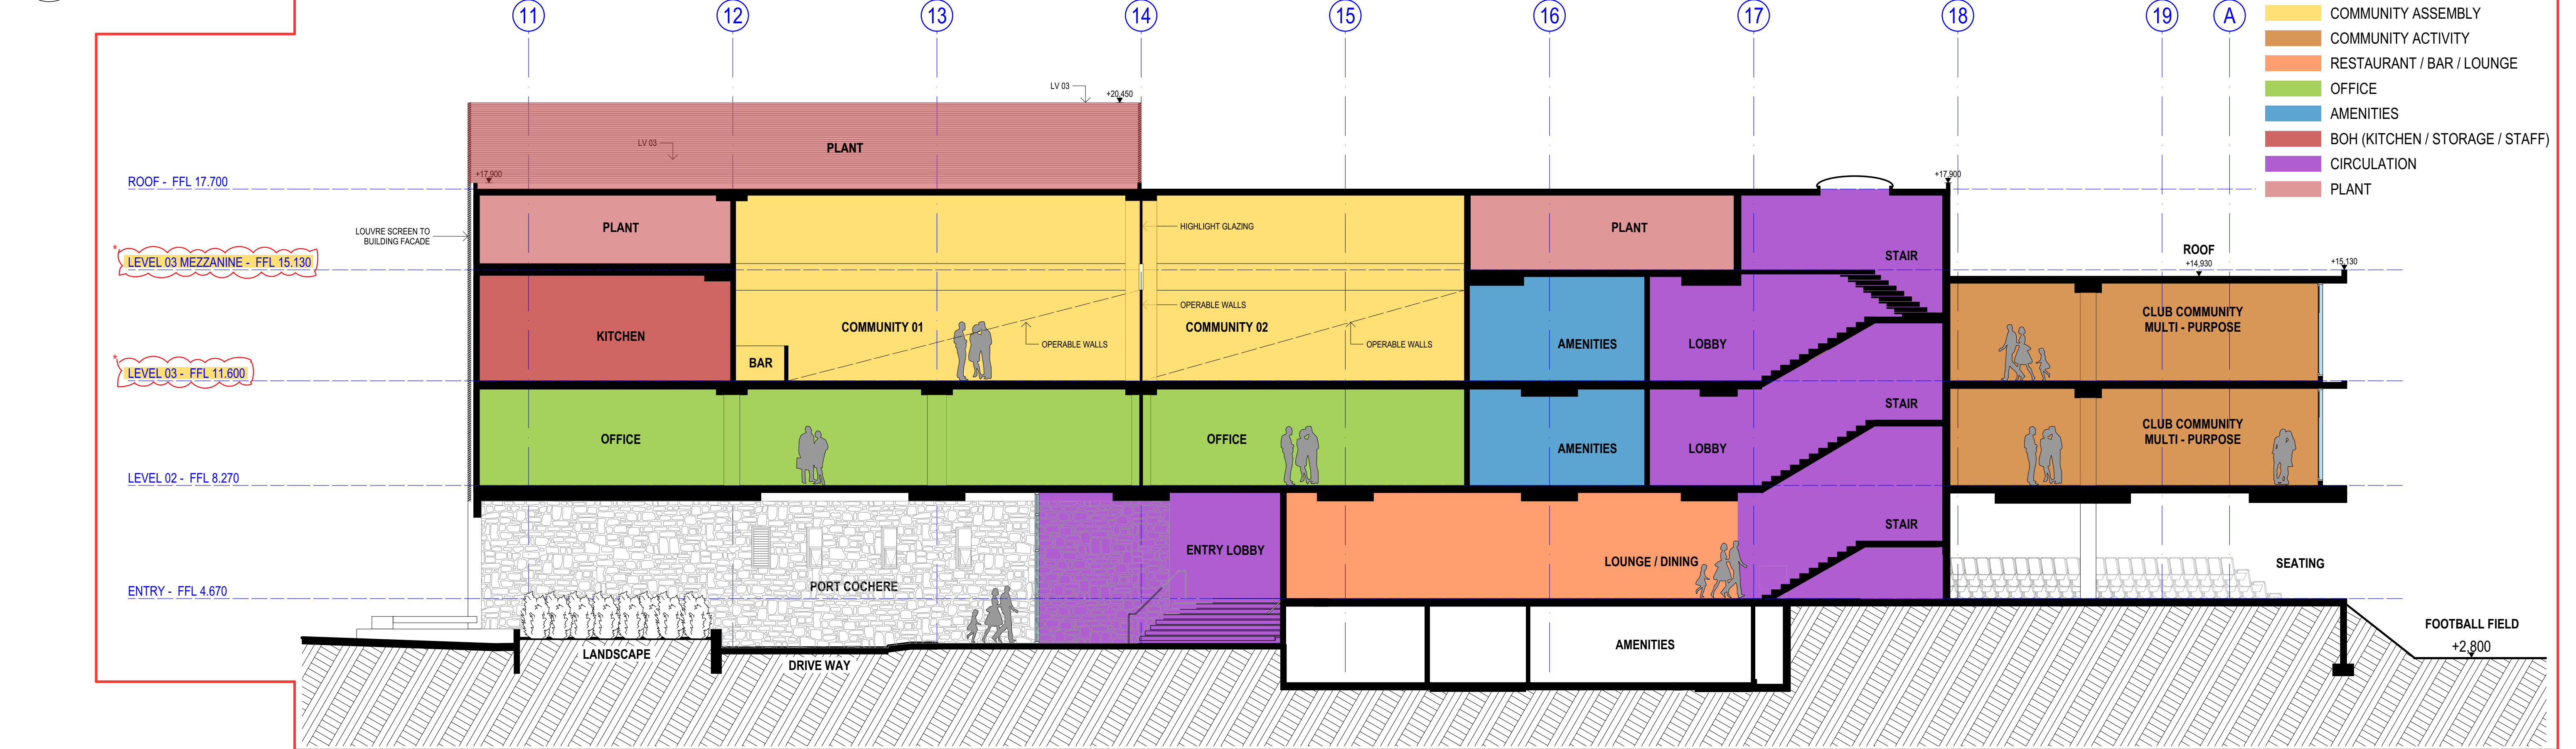 11 12 13 14 15 16 17 18 19 A
COMMUNITY ASSEMBLY
COMMUNITY ACTIVITY
RESTAURANT / BAR / LOUNGE
OFFICE
AMENITIES
BOH (KITCHEN / STORAGE / STAFF)
CIRCULATION
PLANT
LV 03
+20,450
LV 03
PLANT
+17,900
+17,900
ROOF - FFL 17.700
LOUVRE SCREEN TO
BUILDING FACADE
PLANT
HIGHLIGHT GLAZING
PLANT
STAIR
ROOF
+14,930
+15,130
*
LEVEL 03 MEZZANINE - FFL 15.130
OPERABLE WALLS
KITCHEN
COMMUNITY 01
COMMUNITY 02
OPERABLE WALLS
OPERABLE WALLS
AMENITIES
LOBBY
CLUB COMMUNITY
MULTI - PURPOSE
BAR
*
LEVEL 03 - FFL 11.600
STAIR
OFFICE
OFFICE
AMENITIES
LOBBY
CLUB COMMUNITY
MULTI - PURPOSE
LEVEL 02 - FFL 8.270
STAIR
ENTRY LOBBY
LOUNGE / DINING
SEATING
PORT COCHERE
ENTRY - FFL 4.670
FOOTBALL FIELD
+2,800
AMENITIES
LANDSCAPE
DRIVE WAY